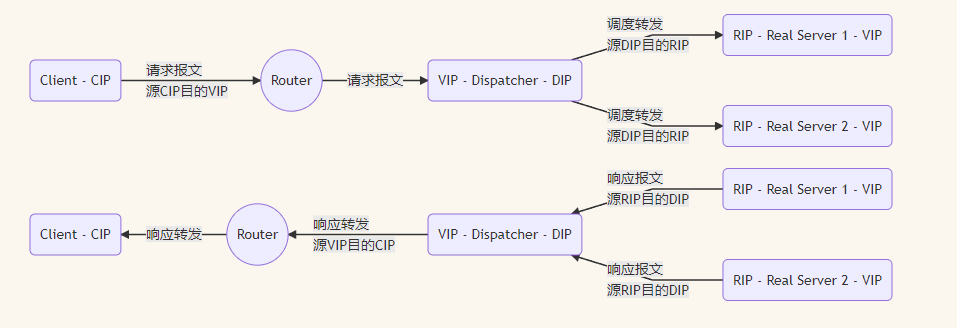 调度转发
源DIP目的RIP
RIP - Real Server 1 - VIP
Client - CIP
请求报文
源CIP目的VIP
Router
请求报文
VIP - Dispatcher - DIP
调度转发
源DIP目的RIP
RIP - Real Server 2 - VIP
响应报文
源RIP目的DIP
RIP - Real Server 1 - VIP
Client - CIP
响应转发
Router
响应转发
源VIP目的CIP
VIP - Dispatcher - DIP
响应报文
源RIP目的DIP
RIP - Real Server 2 - VIP